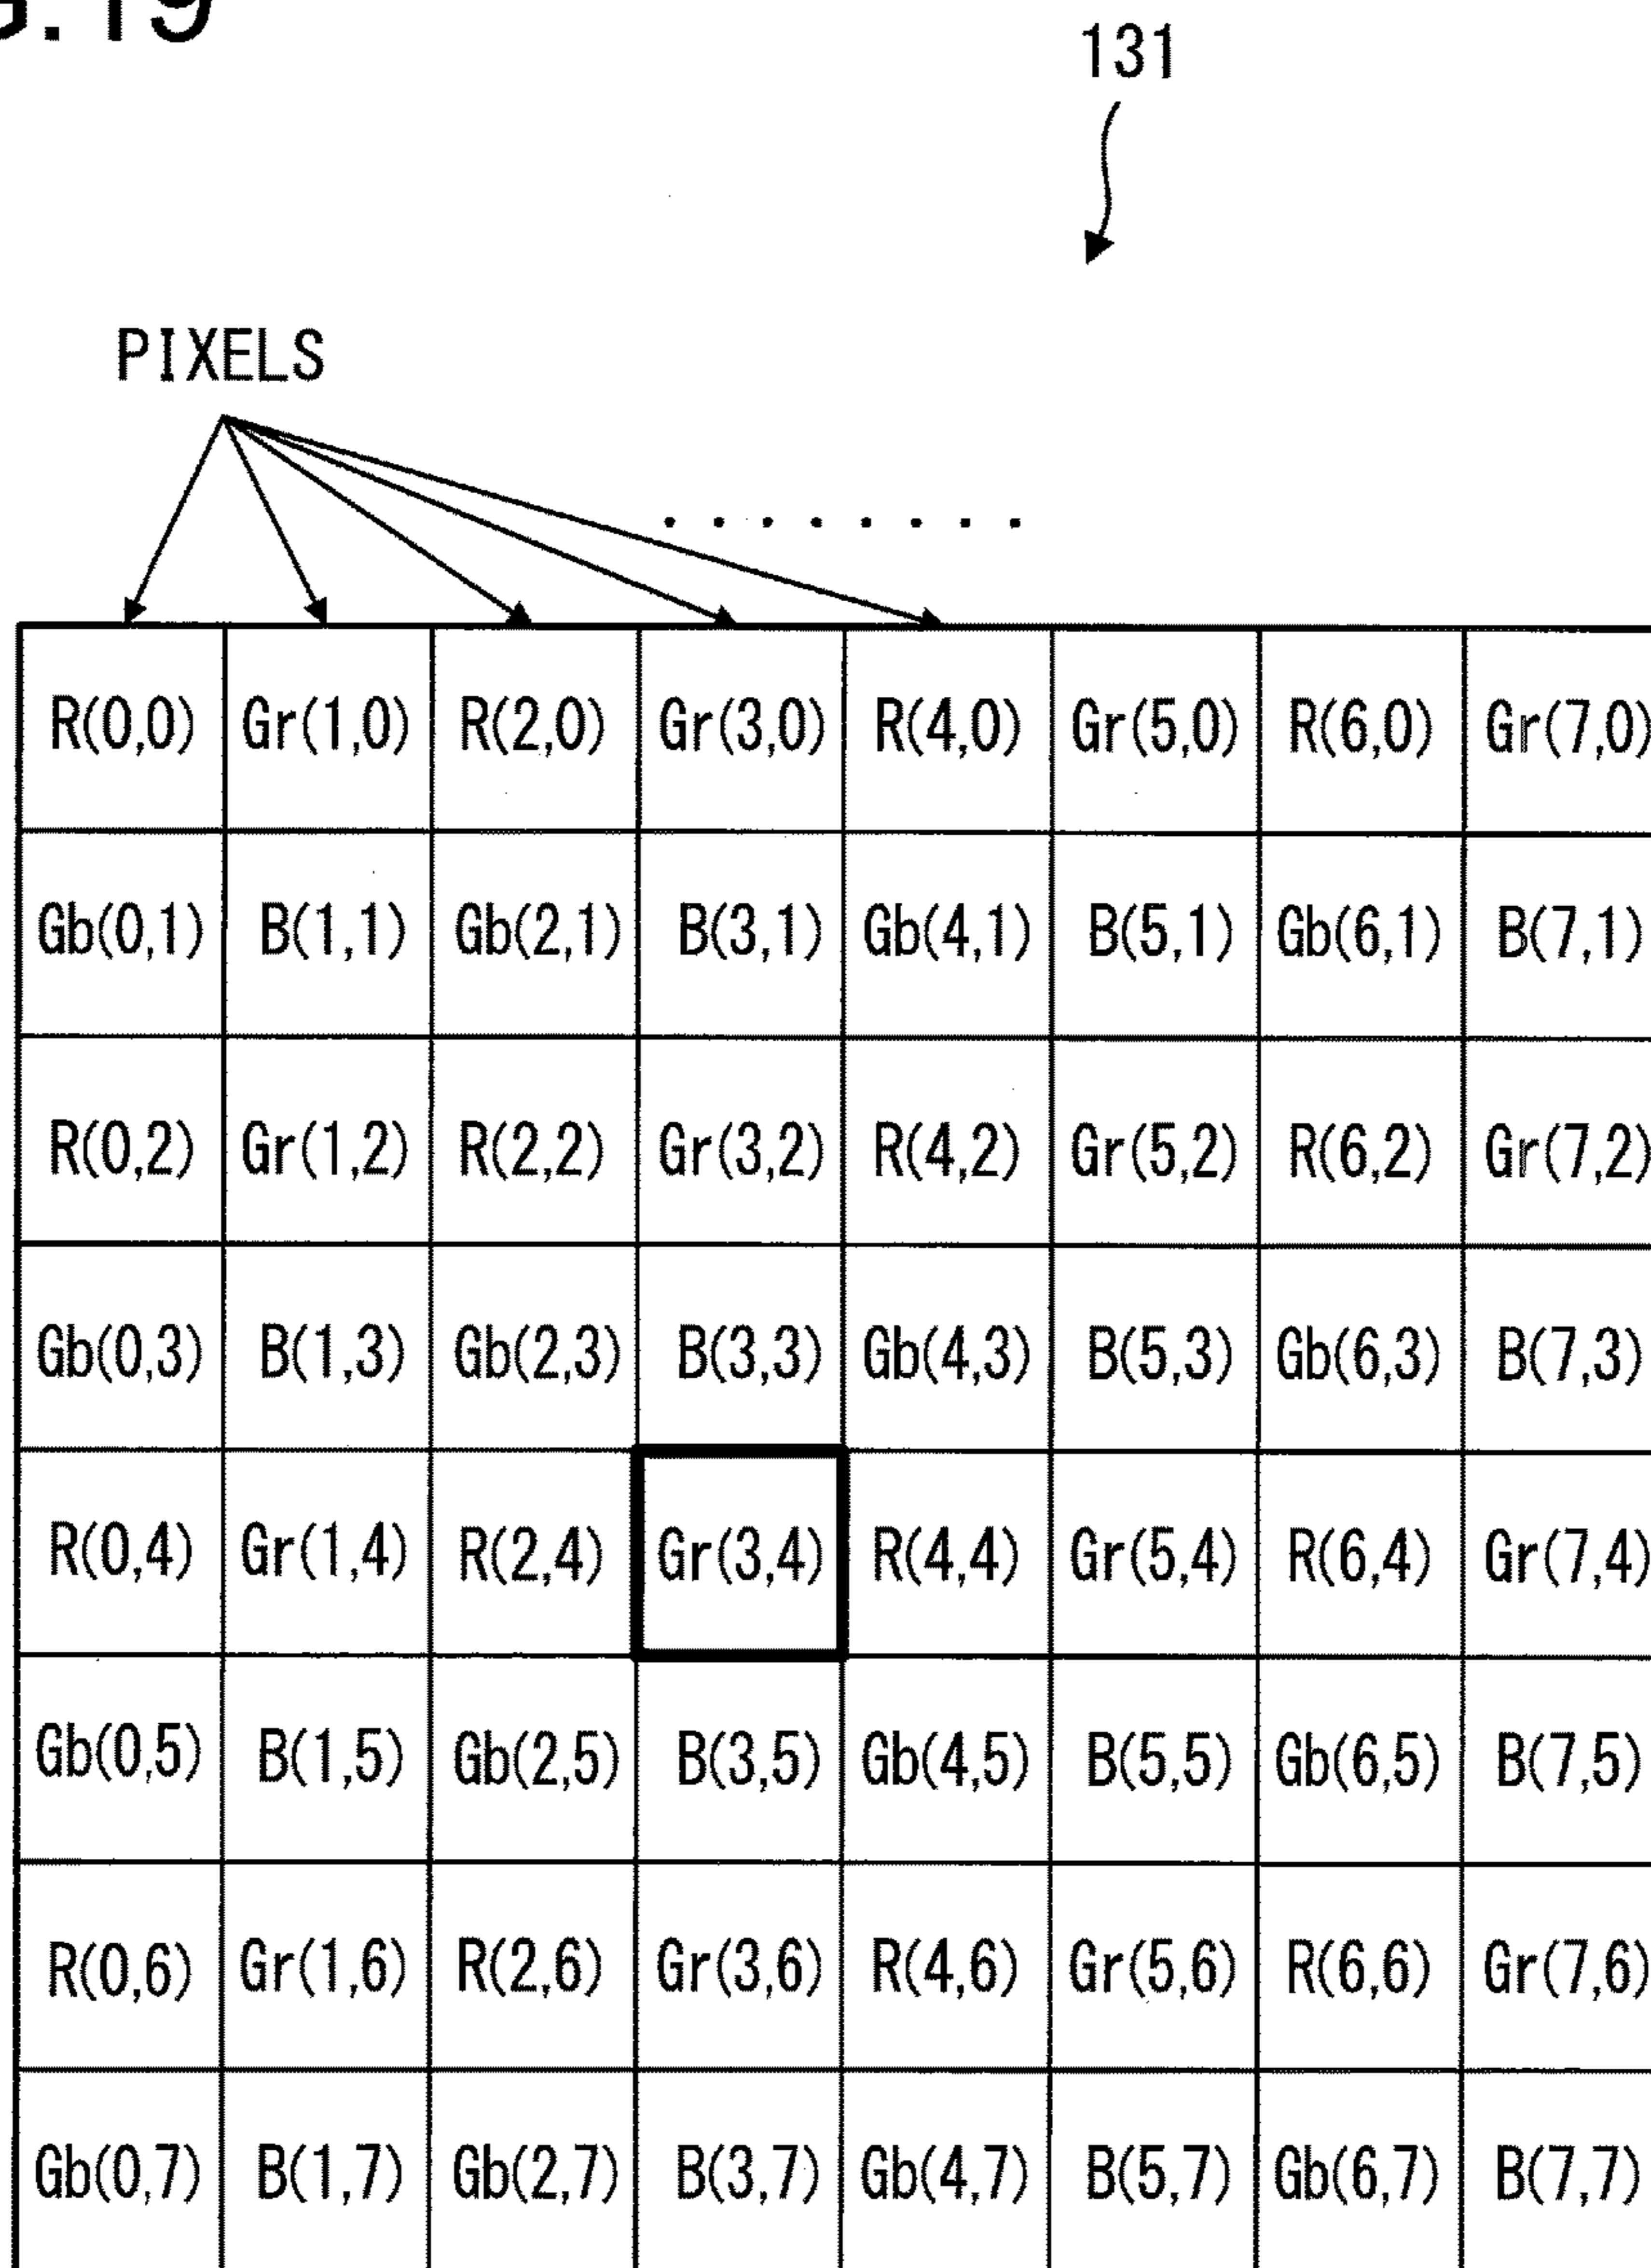 G. 19
131
PIXELS
. . . . . . . .
R(0,0) Gr(1,0) R(2,0) Gr(3,0) R(4,0) Gr(5,0) R(6,0) Gr(7,0)
Gb(0,1) B(1,1) Gb(2,1) B(3,1) Gb(4,1) B(5,1) Gb(6,1) B(7,1)
R(0,2) Gr(1,2) R(2,2) Gr(3,2) R(4,2) Gr(5,2) R(6,2) Gr(7,2)
Gb(0,3) B(1,3) Gb(2,3) B(3,3) Gb(4,3) B(5,3) Gb(6,3) B(7,3)
R(0,4) Gr(1,4) R(2,4) Gr(3,4) R(4,4) Gr(5,4) R(6,4) Gr(7,4)
Gb(0,5) B(1,5) Gb(2,5) B(3,5) Gb(4,5) B(5,5) Gb(6,5) B(7,5)
R(0,6) Gr(1,6) R(2,6) Gr(3,6) R(4,6) Gr(5,6) R(6,6) Gr(7,6)
Gb(0,7) B(1,7) Gb(2,7) B(3,7) Gb(4,7) B(5,7) Gb(6,7) B(7,7)